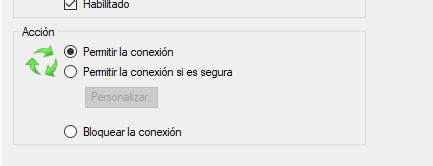 Habilitado
Acción
Permitir la conexión
Permitir la conexión si es segura
Personalizar..
Bloquear la conexión